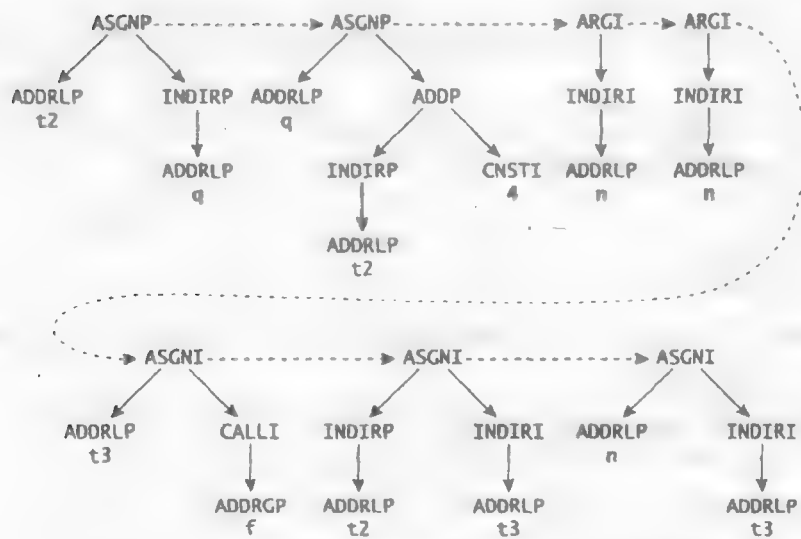 ASGNP ASGNP ARGI ARGI
ADDRLP INDIRP ADDRLP ADDP INDIRI INDIRI
t2 q
ADDRLP INDIRP CNSTI ADDRLP ADDRLP
q 4 n n
ADDRLP
t2
ASGNI ASGNI ASGNI
ADDRLP CALLI INDIRP INDIRI ADDRLP INDIRI
t3 n
ADDRGP ADDRLP ADDRLP ADDRLP
f t2 t3 t3